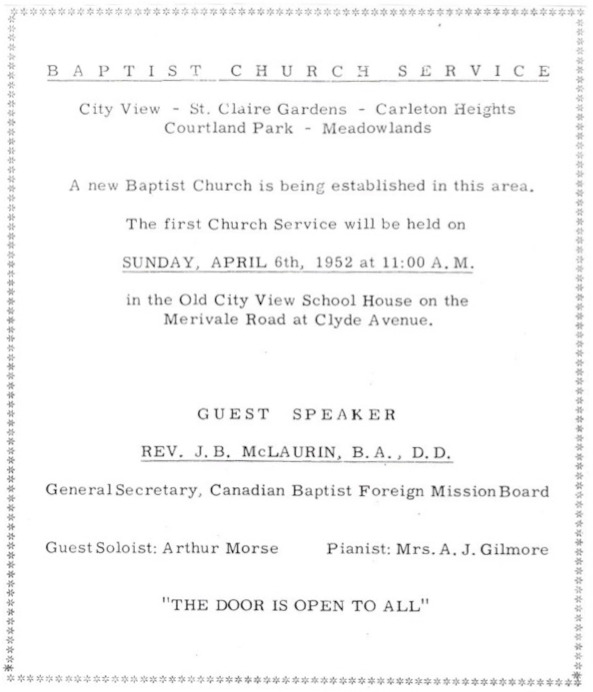 BAPTIST CHURCH SERVICE
City View - St. Claire Gardens - Carleton Heights
Courtland Park - Meadowlands
A new Baptist Church is being established in this area.
The first Church Service will be held on
SUNDAY, APRIL 6th, 1952 at 11:00 A.M.
in the Old City View School House on the
Merivale Road at Clyde Avenue.
GUEST SPEAKER
REV. J.B. McLAURIN, B.A., D.D.
General Secretary, Canadian Baptist Foreign Mission Board
Guest Soloist: Arthur Morse Pianist: Mrs. A. J. Gilmore
"THE DOOR IS OPEN TO ALL"